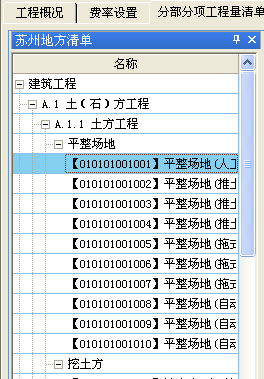 工程概况 费率设置 分部分项工程量清单
苏州地方清单
名称
建筑工程
A.1 土(石)方工程
A.1.1 土方工程
平整场地
【010101001001】平整场地(人工
【010101001002】平整场地(推土
【010101001003】平整场地(推土
【010101001004】平整场地(推土
【010101001005】平整场地(拖式
【010101001006】平整场地(拖式
【010101001007】平整场地(拖式
【010101001008】平整场地(自动
【010101001009】平整场地(自动
【010101001010】平整场地(自动
挖土方